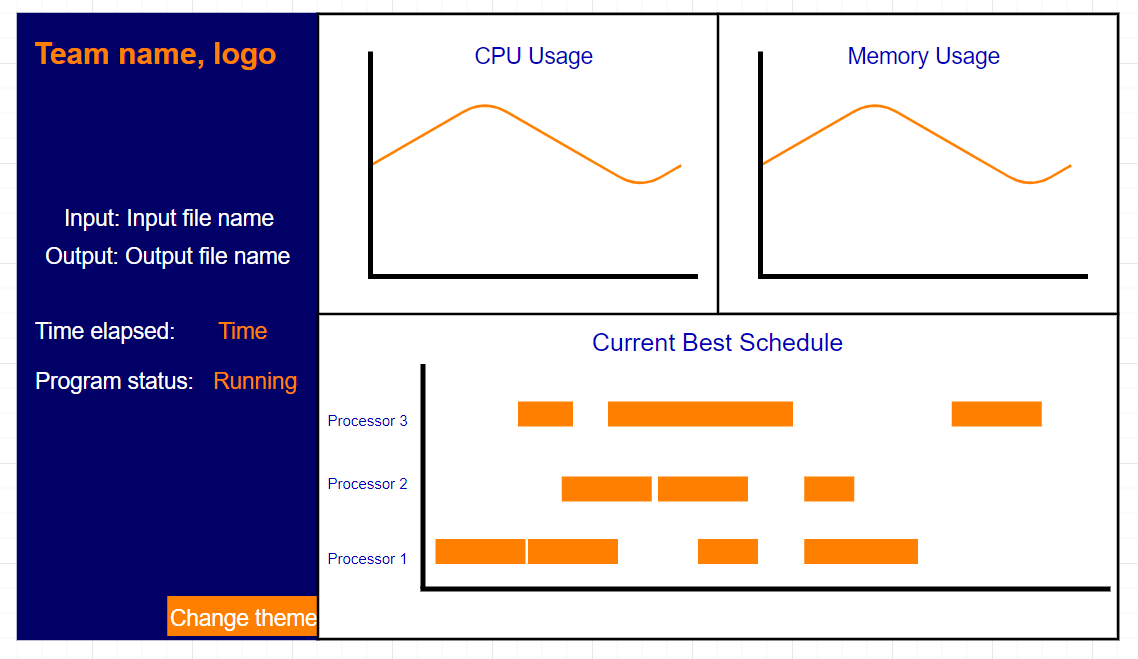 Team name, logo
Input: Input file name
Output: Output file name
Time elapsed: Time
Program status: Running
Change theme
CPU Usage
Memory Usage
Current Best Schedule
Processor 3
Processor 2
Processor 1